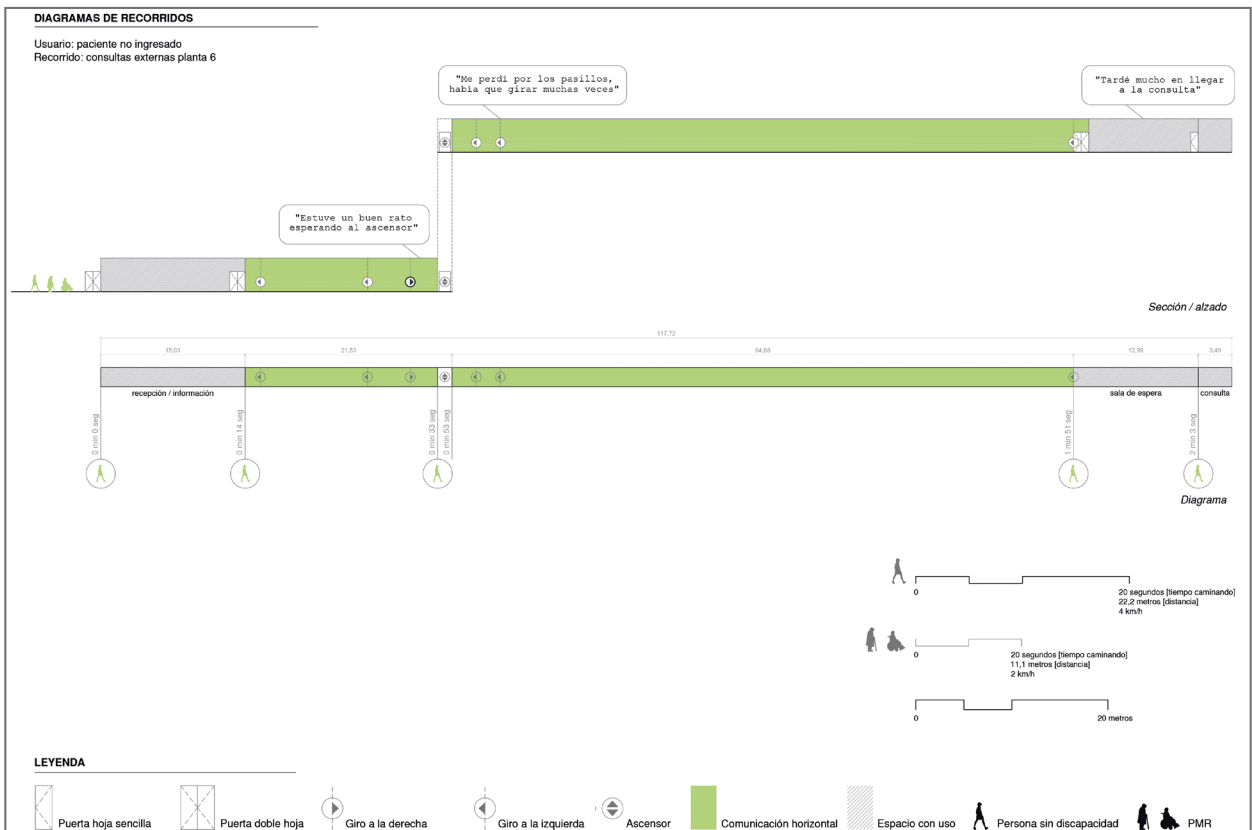 DIAGRAMAS DE RECORRIDOS
Usuario: paciente no ingresado
Recorrido: consultas externas planta 6
"Me perdí por los pasillos,
había que girar muchas veces"
"Tardé mucho en llegar
a la consulta"
"Estuve un buen rato
esperando al ascensor"
Sección / alzado
117,72
15,03
21,53
64,68
12,99
3,49
recepción / información
sala de espera
consulta
0 min 0 seg
0 min 14 seg
0 min 33 seg
0 min 53 seg
1 min 51 seg
2 min 3 seg
Diagrama
0
20 segundos [tiempo caminando]
22,2 metros [distancia]
4 km/h
0
20 segundos [tiempo caminando]
11,1 metros [distancia]
2 km/h
0
20 metros
LEYENDA
Puerta hoja sencilla
Puerta doble hoja
Giro a la derecha
Giro a la izquierda
Ascensor
Comunicación horizontal
Espacio con uso
Persona sin discapacidad
PMR